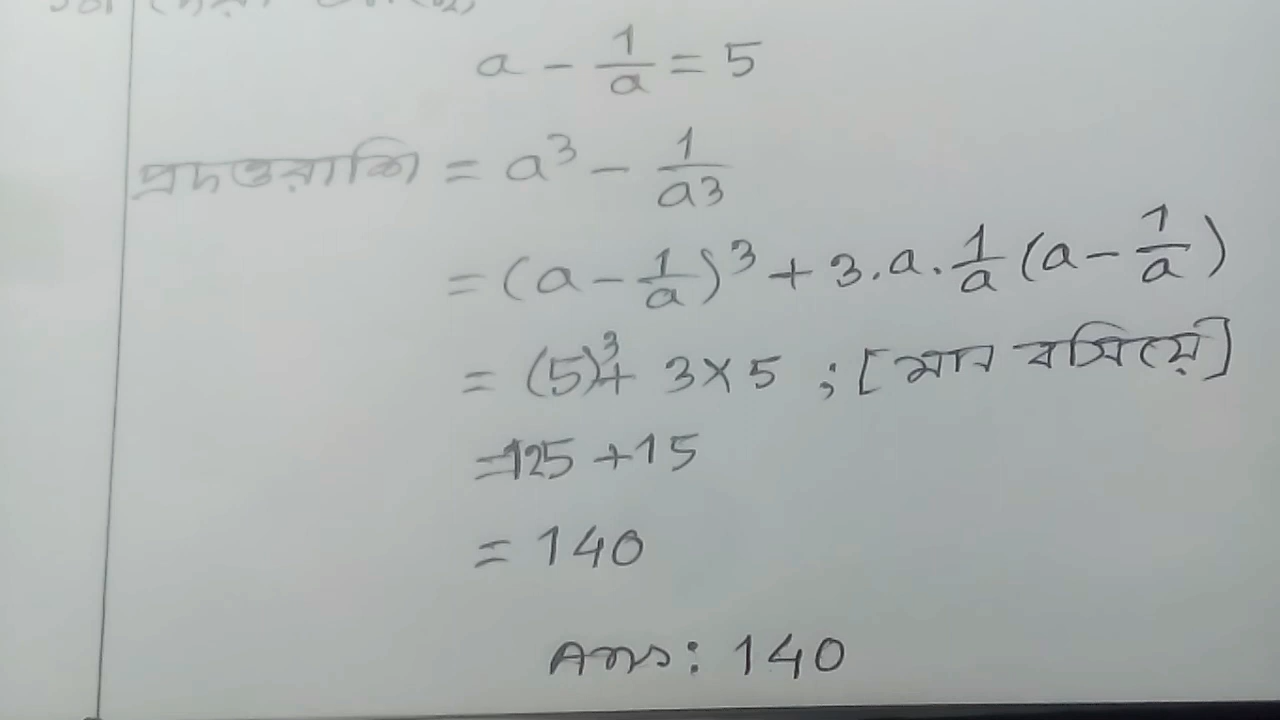 a - 1/a = 5
প্রদত্তরাশি = a³ - 1/a³
= (a - 1/a)³ + 3.a.1/a (a - 1/a)
= (5)³ + 3×5 ; [মান বসিয়ে]
= 125 + 15
= 140
Ans: 140